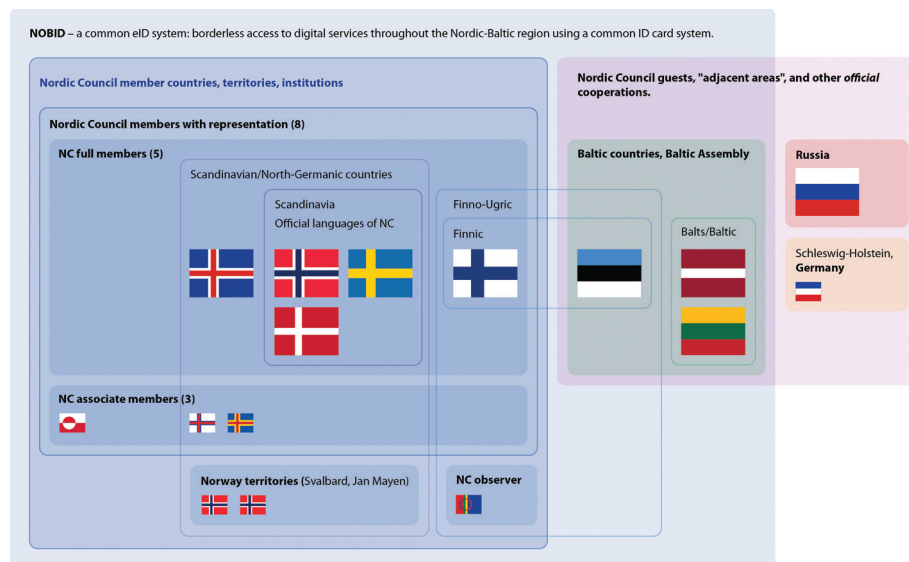 NOBID – a common eID system: borderless access to digital services throughout the Nordic-Baltic region using a common ID card system.
Nordic Council member countries, territories, institutions
Nordic Council guests, "adjacent areas", and other official
cooperations.
Nordic Council members with representation (8)
NC full members (5)
Baltic countries, Baltic Assembly
Russia
Scandinavian/North-Germanic countries
Scandinavia
Official languages of NC
Finno-Ugric
Finnic
Balts/Baltic
Schleswig-Holstein,
Germany
NC associate members (3)
Norway territories (Svalbard, Jan Mayen)
NC observer